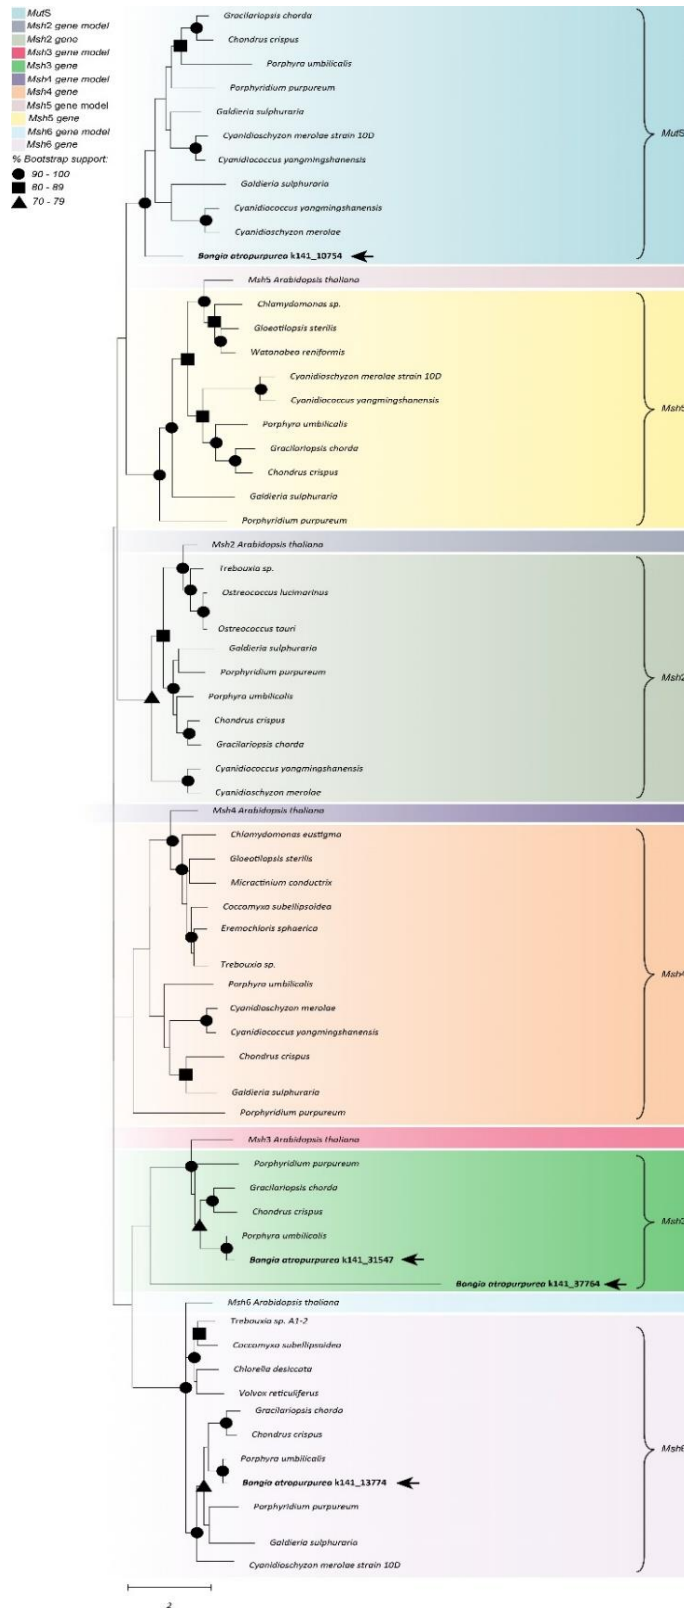 MutS
Msh2 gene model
Msh2 gene
Msh3 gene model
Msh3 gene
Msh4 gene model
Msh4 gene
Msh5 gene model
Msh5 gene
Msh6 gene model
Msh6 gene
% Bootstrap support:
90 - 100
80 - 89
70 - 79
Gracilariopsis chorda
Chondrus crispus
Porphyra umbilicalis
Porphyridium purpureum
Galdieria sulphuraria
Cyanidioschyzon merolae strain 10D
Cyanidiococcus yangmingshanensis
Galdieria sulphuraria
Cyanidiococcus yangmingshanensis
Cyanidioschyzon merolae
Bangia atropurpurea k141_10754
MutS
Msh5 Arabidopsis thaliana
Chlamydomonas sp.
Gloeotilopsis sterilis
Watanabea reniformis
Cyanidioschyzon merolae strain 10D
Cyanidiococcus yangmingshanensis
Porphyra umbilicalis
Gracilariopsis chorda
Chondrus crispus
Galdieria sulphuraria
Porphyridium purpureum
Msh5
Msh2 Arabidopsis thaliana
Trebouxia sp.
Ostreococcus lucimarinus
Ostreococcus tauri
Galdieria sulphuraria
Porphyridium purpureum
Porphyra umbilicalis
Chondrus crispus
Gracilariopsis chorda
Cyanidiococcus yangmingshanensis
Cyanidioschyzon merolae
Msh2
Msh4 Arabidopsis thaliana
Chlamydomonas eustigma
Gloeotilopsis sterilis
Micractinium conductrix
Coccomyxa subellipsoidea
Eremochloris sphaerica
Trebouxia sp.
Porphyra umbilicalis
Cyanidioschyzon merolae
Cyanidiococcus yangmingshanensis
Chondrus crispus
Galdieria sulphuraria
Porphyridium purpureum
Msh4
Msh3 Arabidopsis thaliana
Porphyridium purpureum
Gracilariopsis chorda
Chondrus crispus
Porphyra umbilicalis
Bangia atropurpurea k141_31547
Bangia atropurpurea k141_37764
Msh3
Msh6 Arabidopsis thaliana
Trebouxia sp. A1-2
Coccomyxa subellipsoidea
Chlorella desiccata
Volvox reticuliferus
Gracilariopsis chorda
Chondrus crispus
Porphyra umbilicalis
Bangia atropurpurea k141_13774
Porphyridium purpureum
Galdieria sulphuraria
Cyanidioschyzon merolae strain 10D
Msh6
2